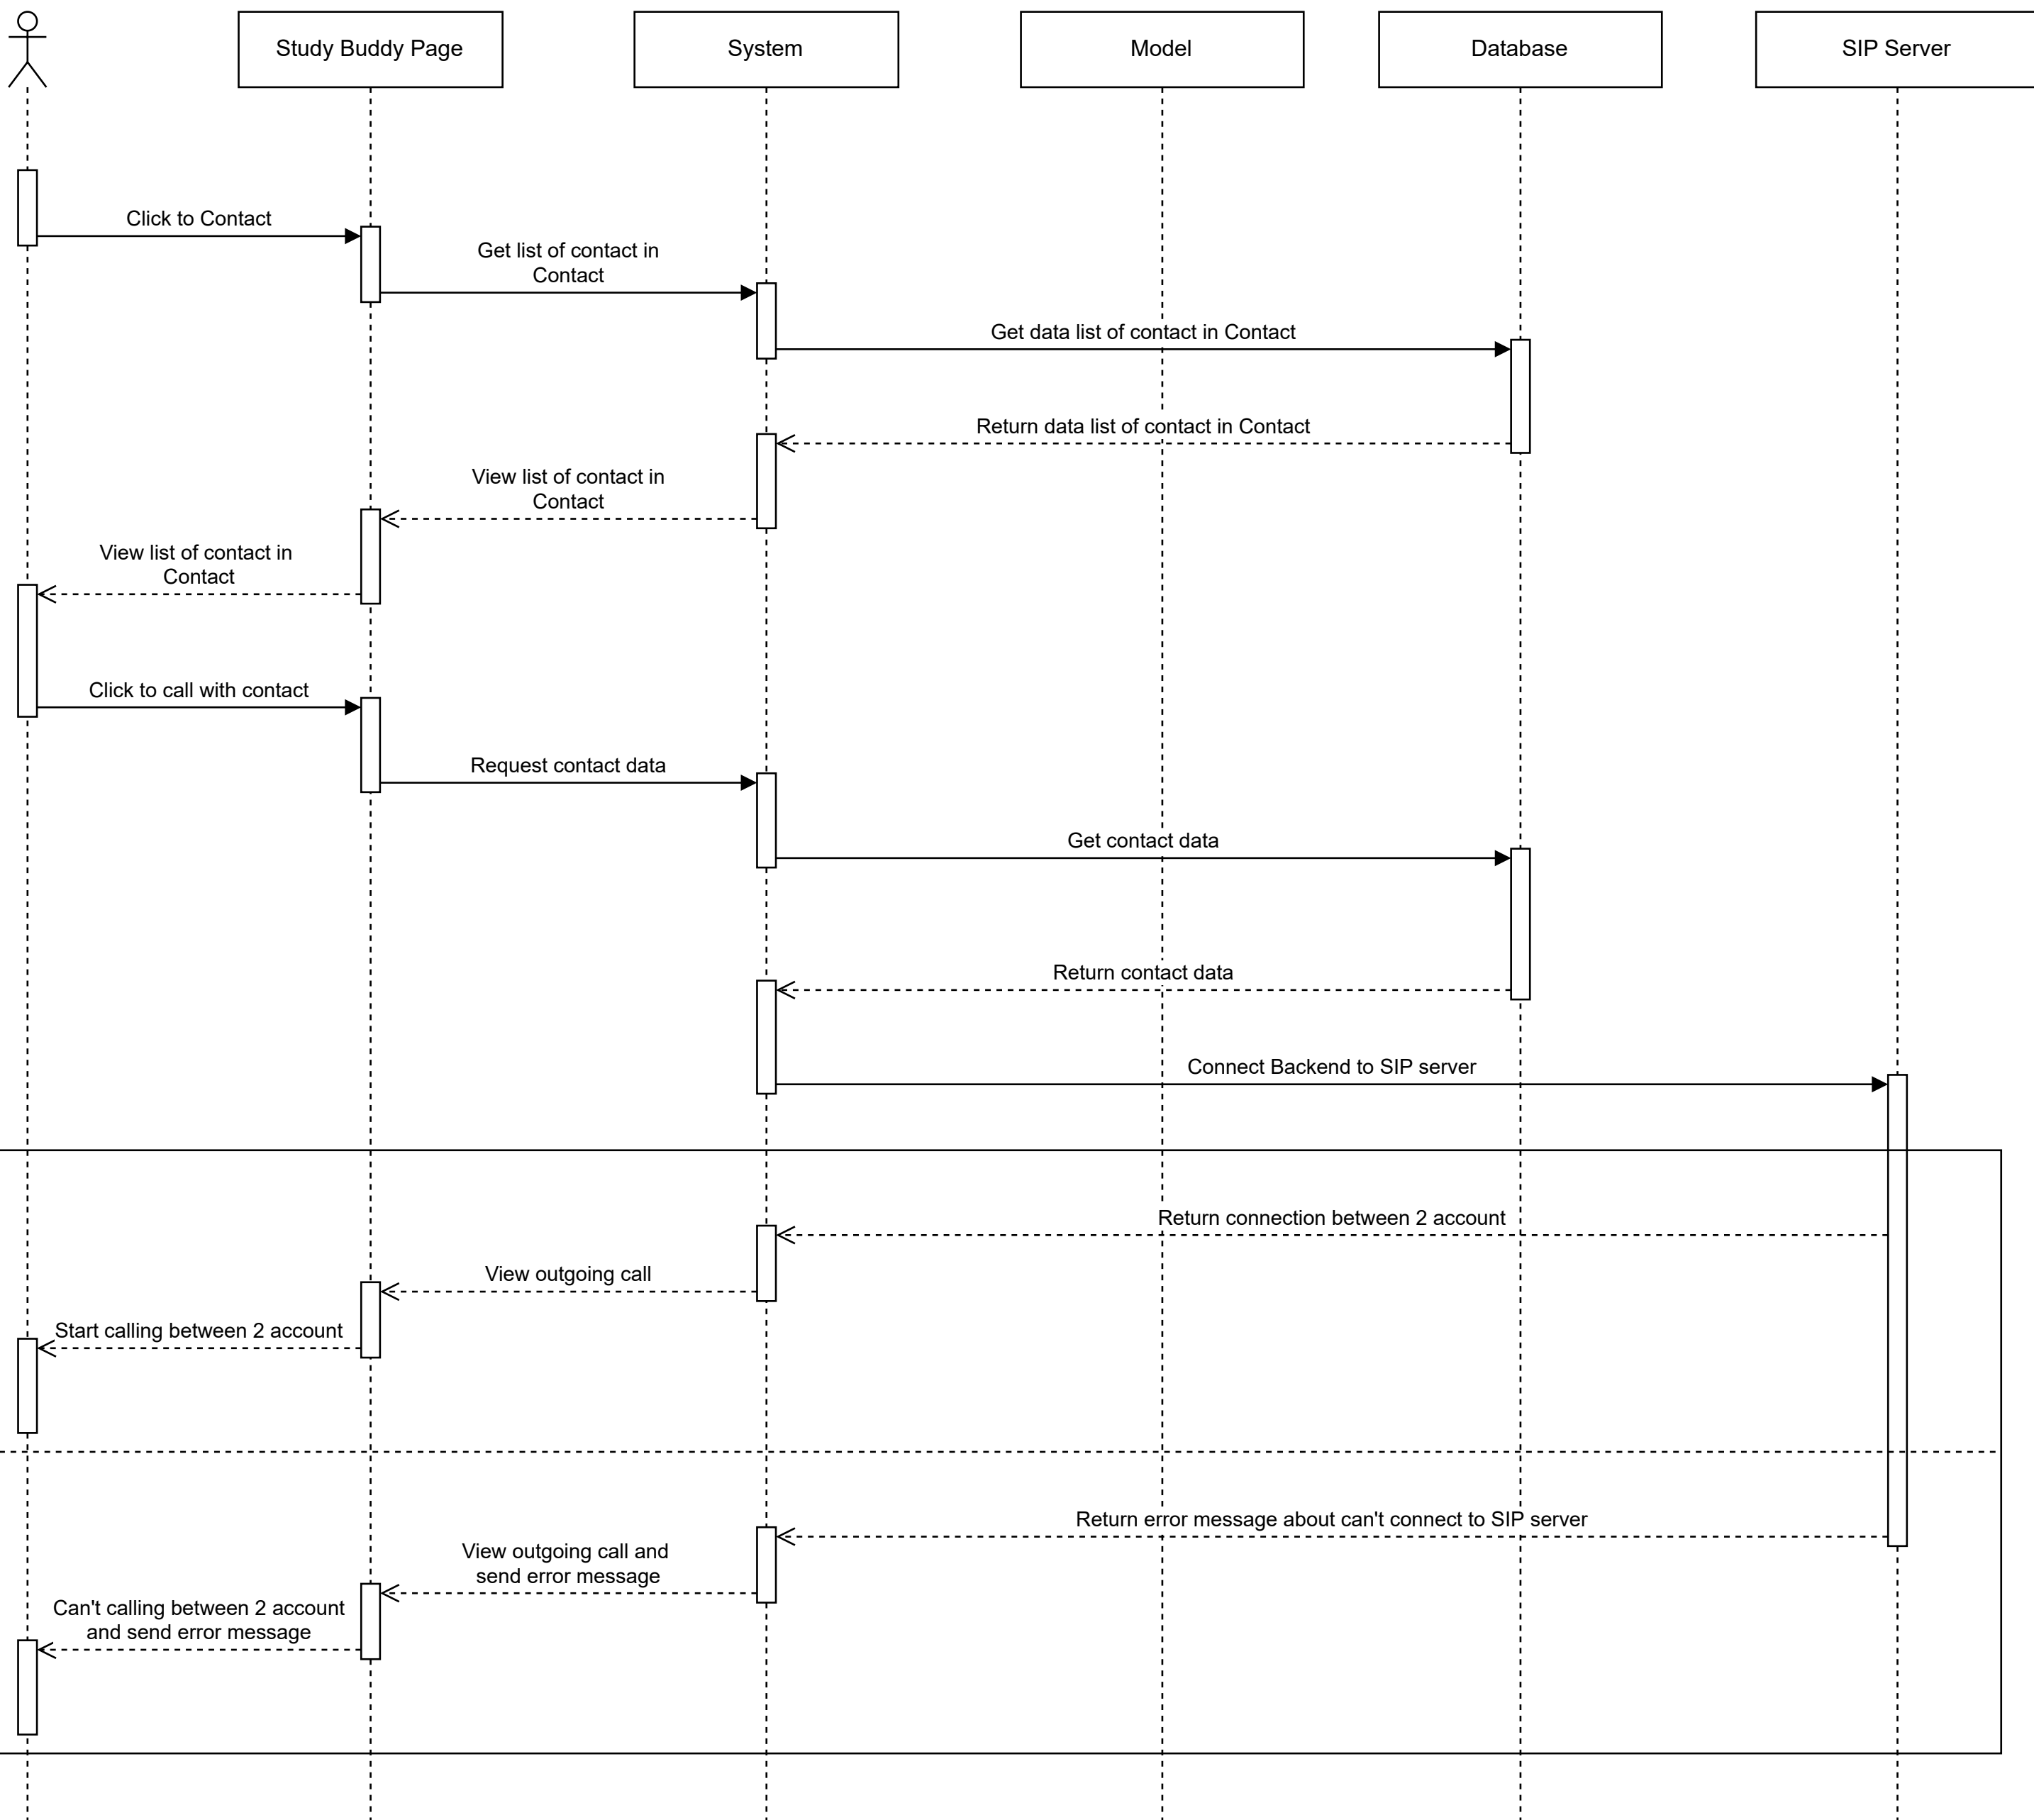 Study Buddy Page
System
Model
Database
SIP Server
Click to Contact
Get list of contact in
Contact
Get data list of contact in Contact
Return data list of contact in Contact
View list of contact in
Contact
View list of contact in
Contact
Click to call with contact
Request contact data
Get contact data
Return contact data
Connect Backend to SIP server
Return connection between 2 account
View outgoing call
Start calling between 2 account
Return error message about can't connect to SIP server
View outgoing call and
send error message
Can't calling between 2 account
and send error message